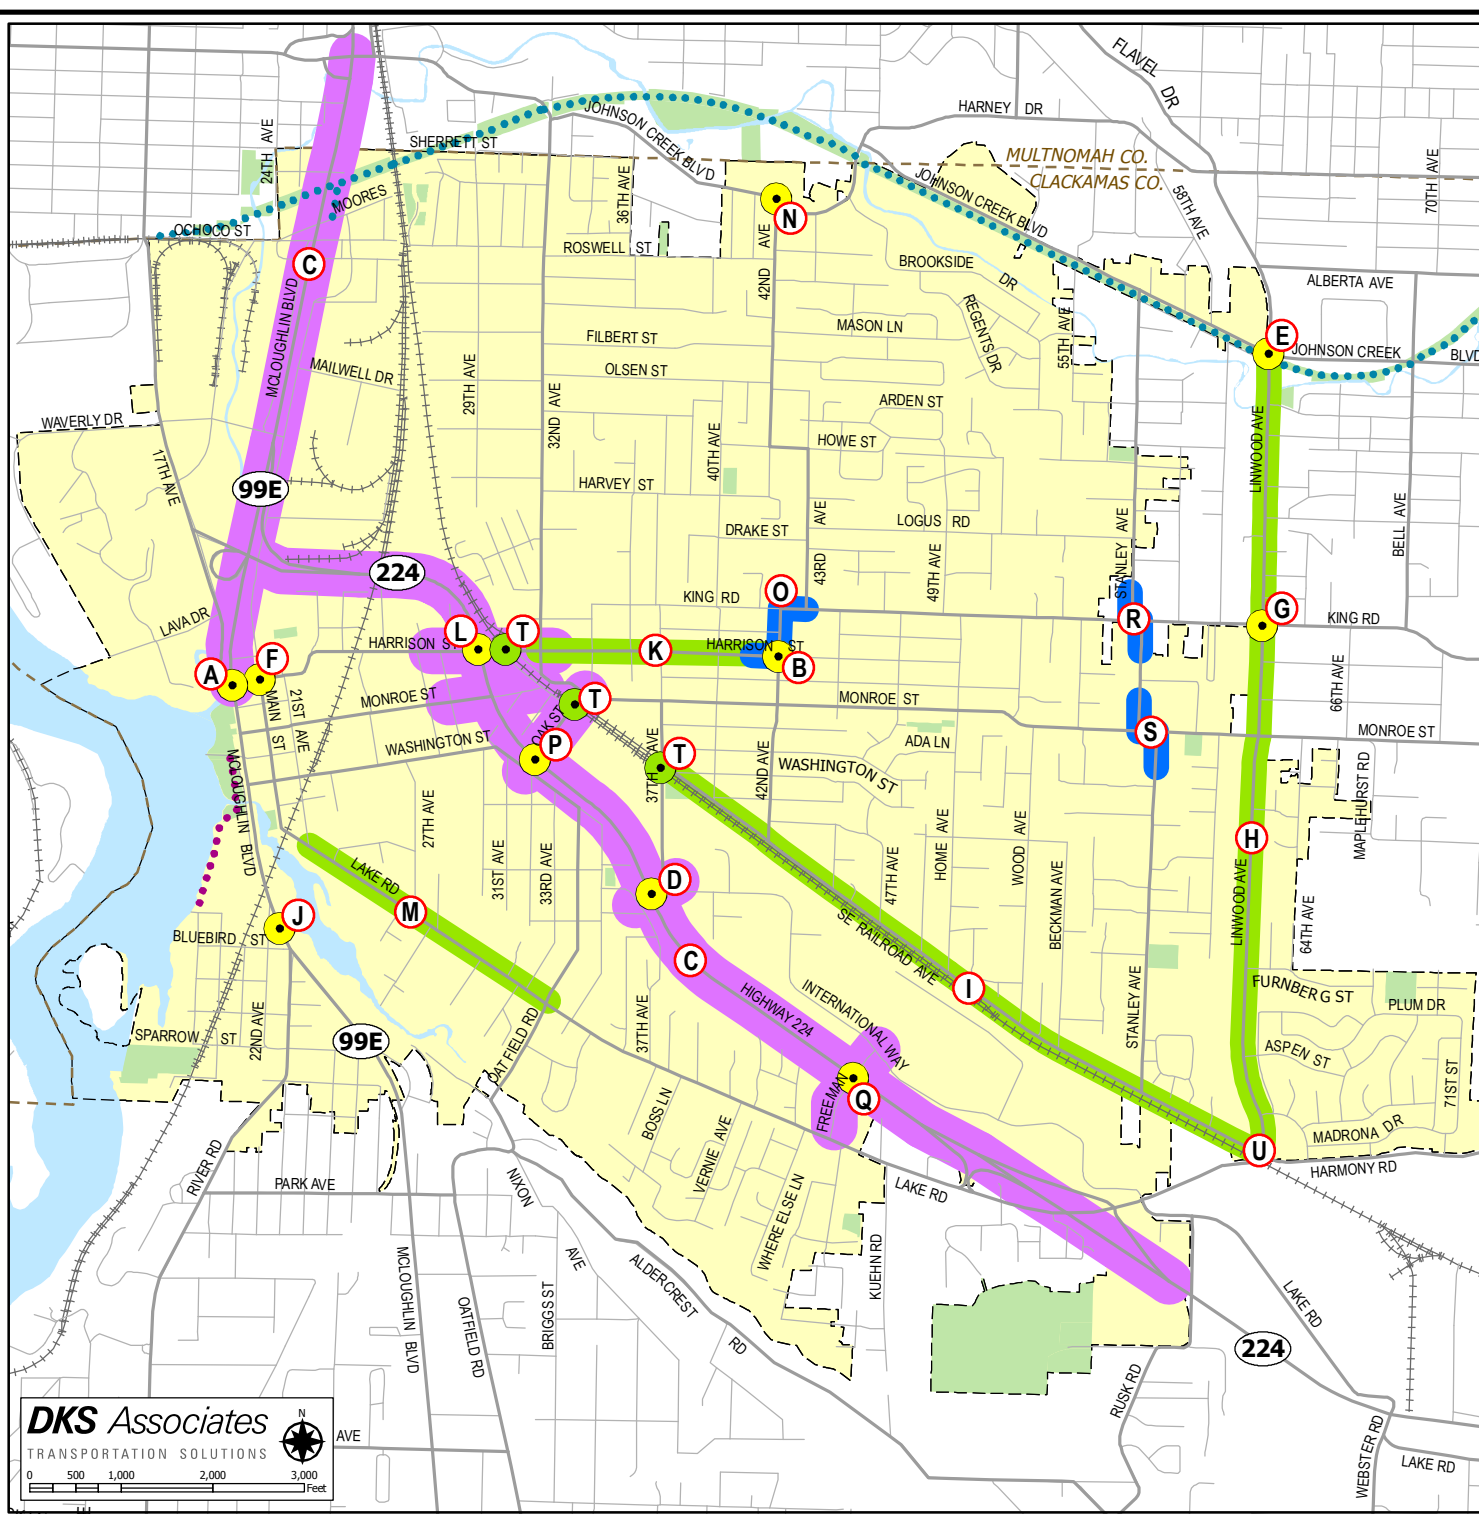 FLAVEL DR
HARNEY DR
24TH AVE
SHERRETT ST
JOHNSON CREEK BLVD
MULTNOMAH CO.
CLACKAMAS CO.
70TH AVE
36TH AVE
MOORES
JOHNSON CREEK BLVD
58TH AVE
N
OCHOCO ST
ROSWELL ST
42ND AVE
C
BROOKSIDE DR
ALBERTA AVE
MCLOUGHLIN BLVD
REGENTS DR
55TH AVE
MASON LN
FILBERT ST
E
JOHNSON CREEK BLVD
MAILWELL DR
29TH AVE
OLSEN ST
32ND AVE
ARDEN ST
WAVERLY DR
40TH AVE
HOWE ST
LINWOOD AVE
17TH AVE
99E
HARVEY ST
DRAKE ST
43RD AVE
LOGUS RD
STANLEY AVE
BELL AVE
224
49TH AVE
O
KING RD
LAVA DR
R
G
KING RD
HARRISON ST
L
T
K
HARRISON ST
A
F
B
66TH AVE
MAIN ST
21ST AVE
MONROE ST
T
MONROE ST
OAK ST
WASHINGTON ST
P
37TH AVE
T
42ND AVE
WASHINGTON ST
ADA LN
S
MONROE ST
MCLOUGHLIN BLVD
MAPLEHURST RD
27TH AVE
31ST AVE
33RD AVE
H
47TH AVE
HOME AVE
WOOD AVE
BECKMAN AVE
LAKE RD
M
D
LINWOOD AVE
64TH AVE
J
BLUEBIRD ST
SE RAILROAD AVE
C
I
HIGHWAY 224
INTERNATIONAL WAY
FURNBERG ST
PLUM DR
STANLEY AVE
22ND AVE
SPARROW ST
99E
OATFIELD RD
37TH AVE
ASPEN ST
71ST ST
FREEMAN
Q
BOSS LN
VERNIE AVE
MADRONA DR
U
HARMONY RD
RIVER RD
NIXON AVE
PARK AVE
WHERE ELSE LN
LAKE RD
KUEHN RD
MCLOUGHLIN BLVD
OATFIELD RD
BRIGGS ST
ALDERCREST RD
LAKE RD
224
RUSK RD
WEBSTER RD
LAKE RD
DKS Associates
TRANSPORTATION SOLUTIONS
N
0 500 1,000 2,000 3,000
Feet
AVE